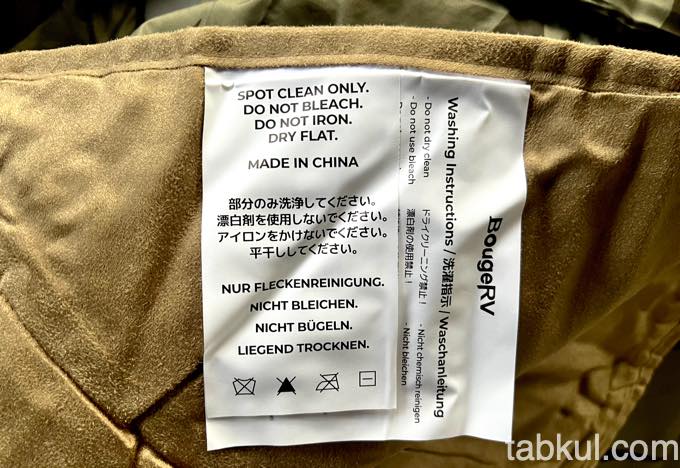 SPOT CLEAN ONLY.
DO NOT BLEACH.
DO NOT IRON.
DRY FLAT.
MADE IN CHINA
部分のみ洗浄してください。
漂白剤を使用しないでください。
アイロンをかけないでください。
平干ししてください。
NUR FLECKENREINIGUNG.
NICHT BLEICHEN.
NICHT BÜGELN.
LIEGEND TROCKNEN.
BougeRV
Washing Instructions / 洗濯指示 / Waschanleitung
- Do not dry clean
ドライクリーニング禁止！
- Nicht chemisch reinigen
- Do not use bleach
漂白剤の使用禁止！
- Nicht bleichen
tabkul.com